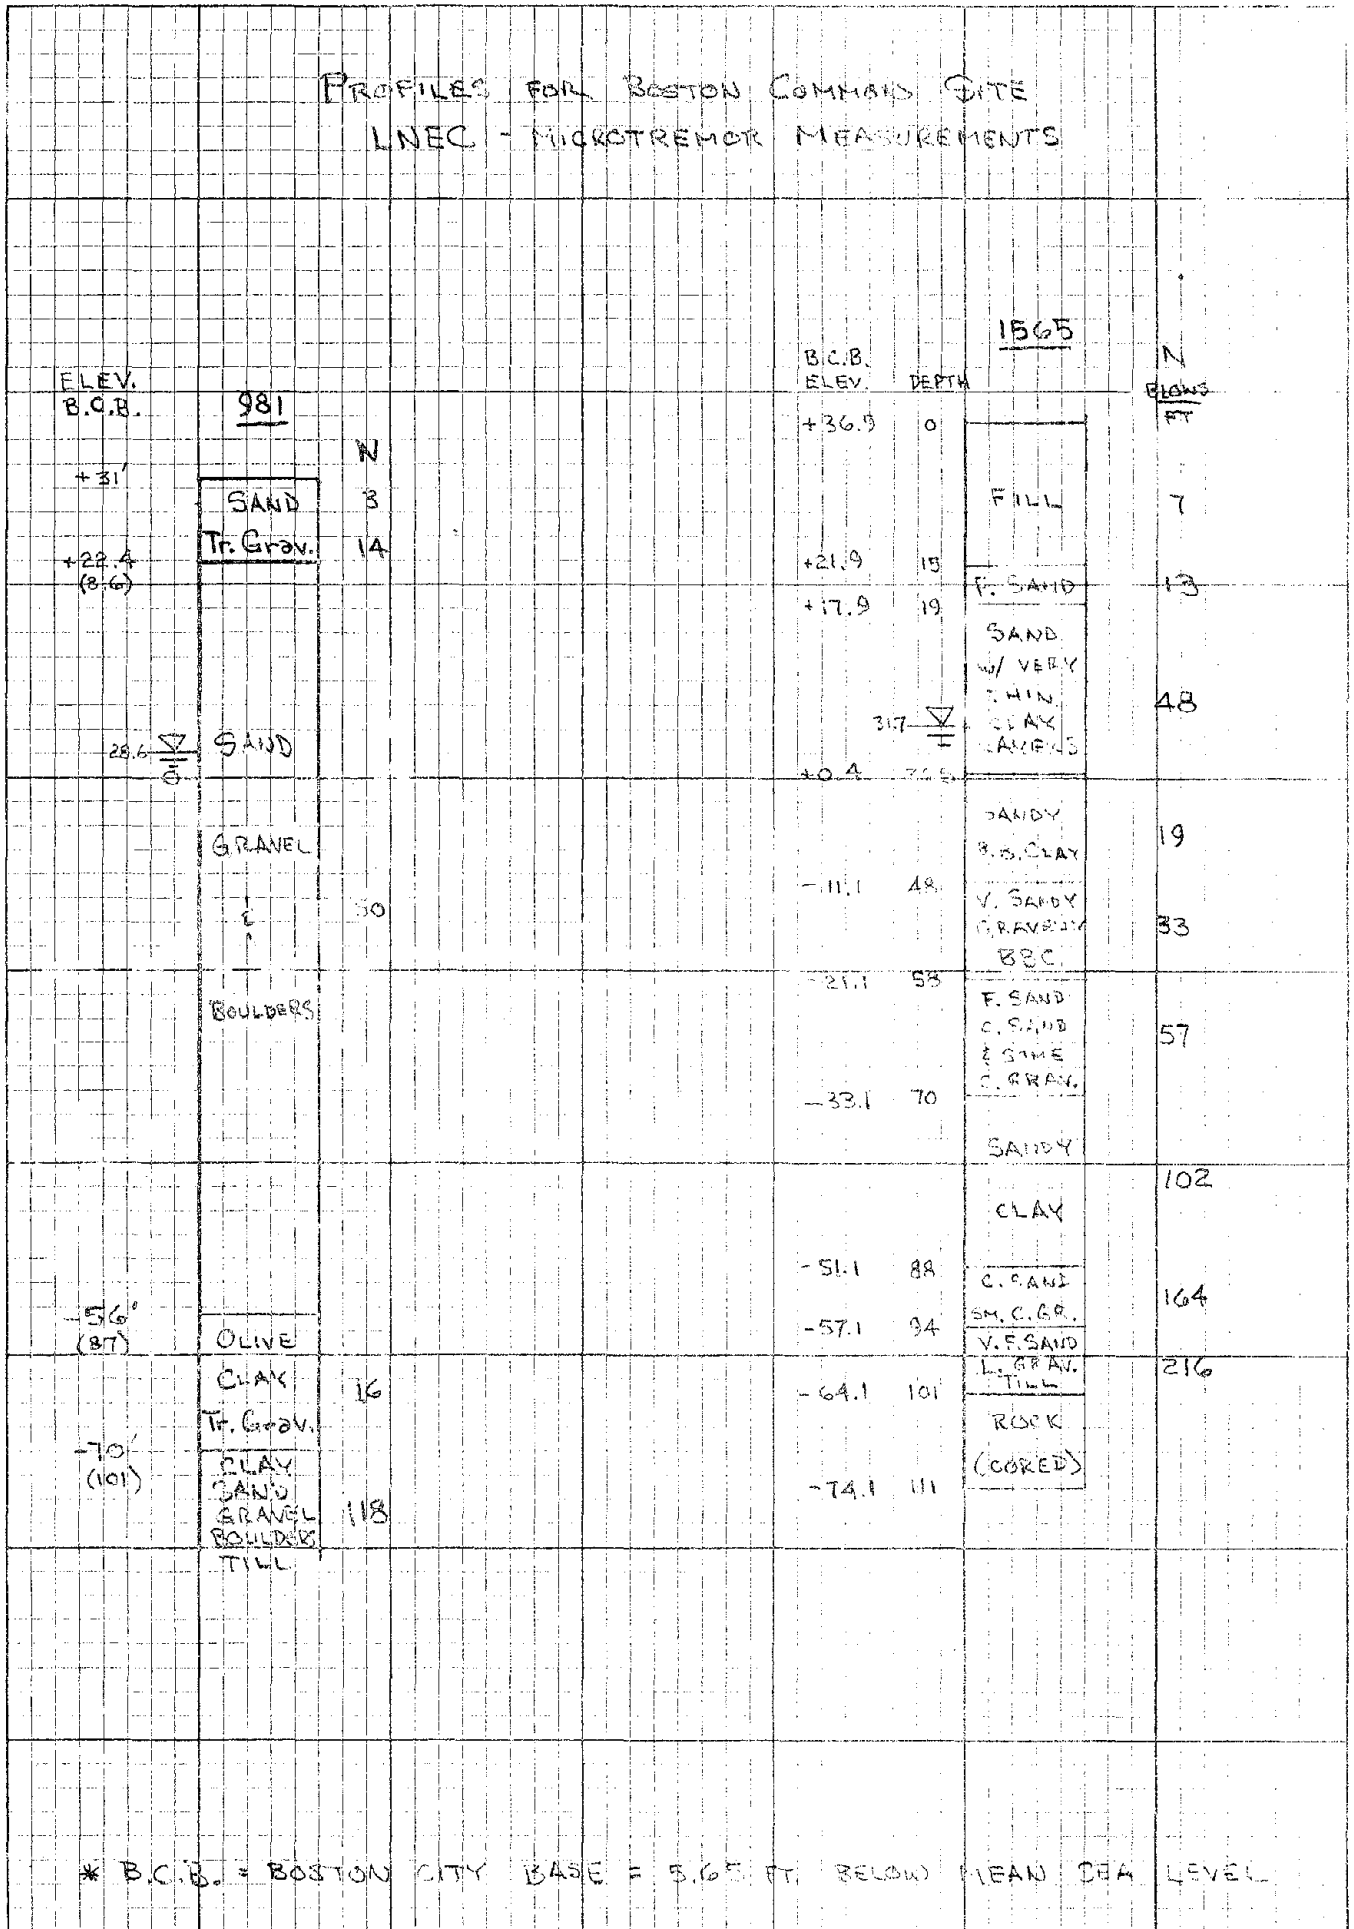 PROFILES FOR BOSTON COMMAND SITE
LNEC - MICROTREMOR MEASUREMENTS
ELEV.
B.C.B.
981
N
+31'
SAND
3
Tr. Grav.
14
+22.4
(8.6)
28.6
SAND
GRAVEL
&
BOULDERS
-56'
(87)
OLIVE
CLAY
Tr. Grav.
16
-70'
(101)
CLAY
SAND
GRAVEL
BOULDERS
TILL
118
1565
B.C.B.
ELEV.
DEPTH
N
BLOWS
FT
+36.9 0
FILL
7
+21.9 15
F. SAND
13
+17.9 19
SAND
w/ VERY
THIN
CLAY
48
31.7
+0.4
SANDY
B.B. CLAY
19
-11.1 48
V. SANDY
GRAVELLY
BBC.
33
-21.1 58
F. SAND
C. SAND
& SOME
C. GRAV.
57
-33.1 70
SANDY
CLAY
102
-51.1 88
C. SAND
SM. C. GR.
164
-57.1 94
V. F. SAND
L. GRAV.
TILL
216
-64.1 101
ROCK
(CORED)
-74.1 111
* B.C.B. = BOSTON CITY BASE = 5.65 FT. BELOW MEAN SEA LEVEL